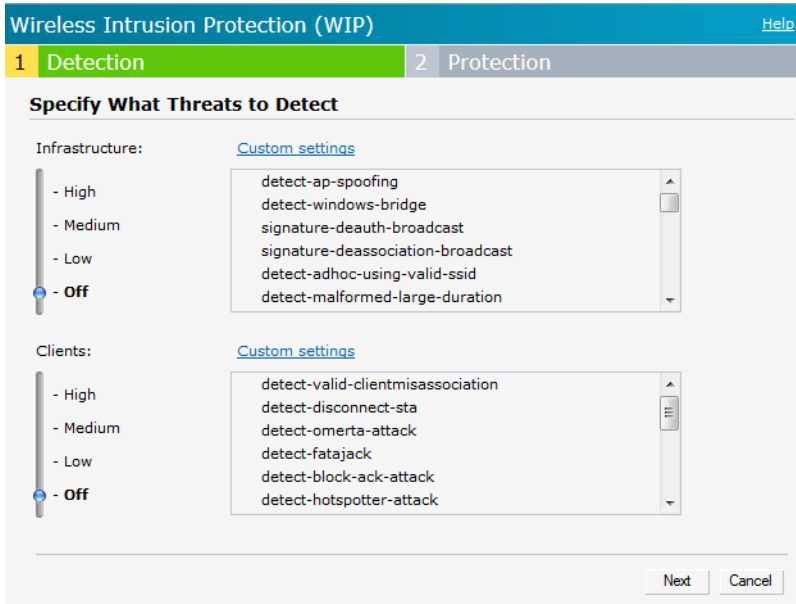 Wireless Intrusion Protection (WIP)
Help
1 Detection
2 Protection
Specify What Threats to Detect
Infrastructure:
Custom settings
- High
- Medium
- Low
- Off
detect-ap-spoofing
detect-windows-bridge
signature-deauth-broadcast
signature-deassociation-broadcast
detect-adhoc-using-valid-ssid
detect-malformed-large-duration
Clients:
Custom settings
- High
- Medium
- Low
- Off
detect-valid-clientmisassociation
detect-disconnect-sta
detect-omerta-attack
detect-fatajack
detect-block-ack-attack
detect-hotspotter-attack
Next
Cancel